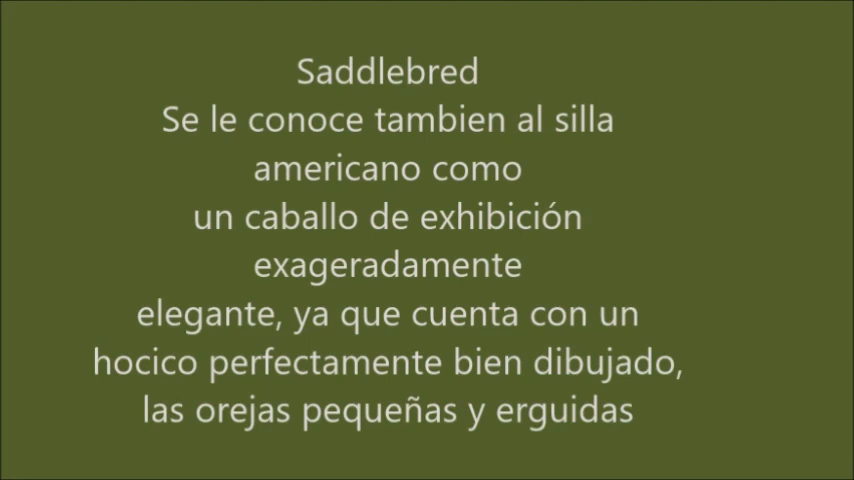 Saddlebred
Se le conoce tambien al silla
americano como
un caballo de exhibición
exageradamente
elegante, ya que cuenta con un
hocico perfectamente bien dibujado,
las orejas pequeñas y erguidas